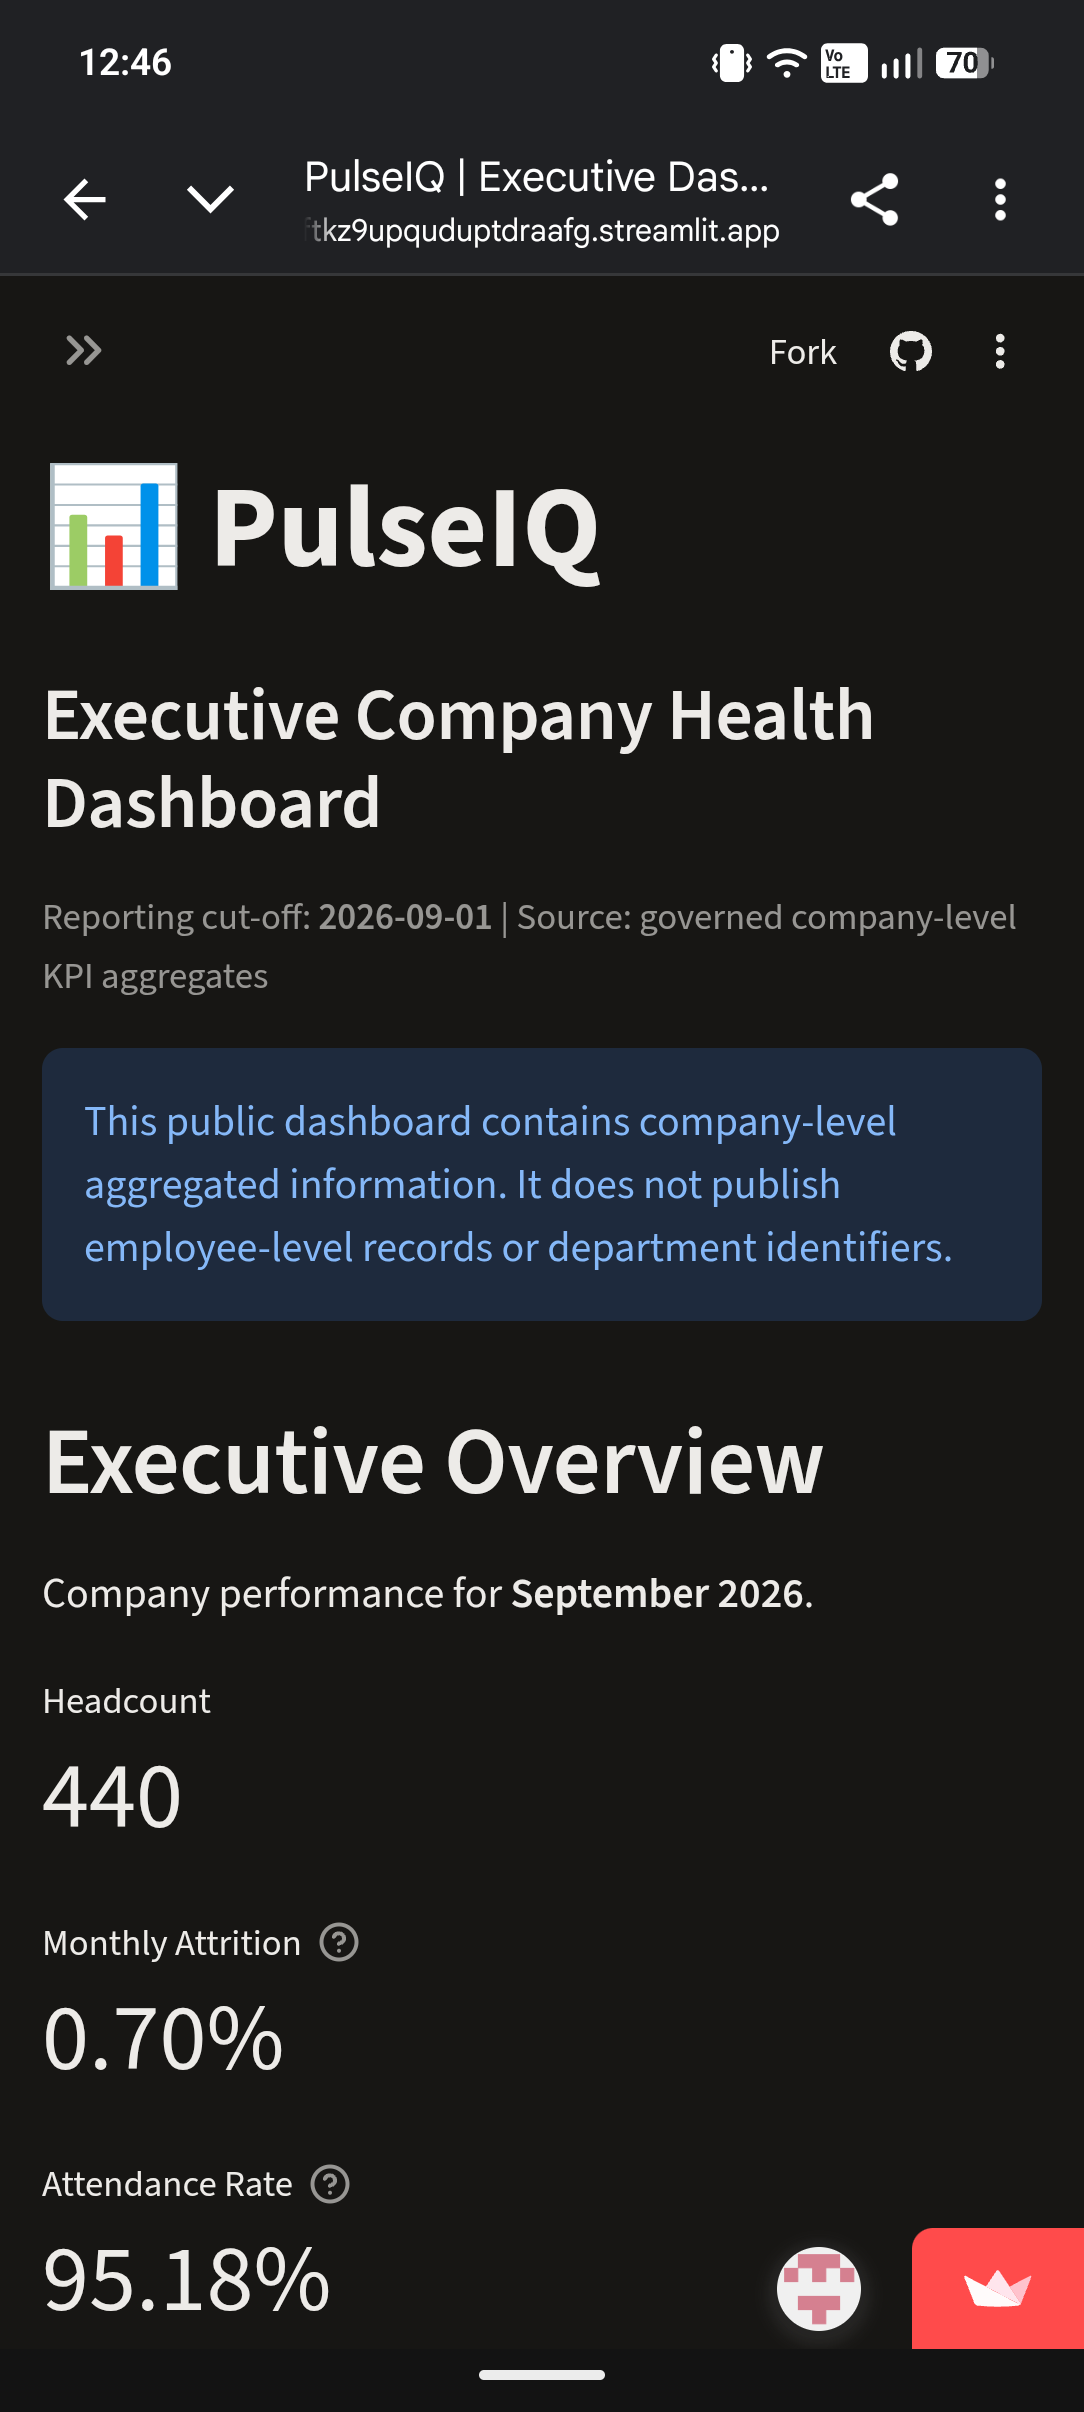 12:46
Vo
LTE
70
PulseIQ | Executive Das...
tkz9upquduptdraafg.streamlit.app
Fork
PulseIQ
Executive Company Health
Dashboard
Reporting cut-off: 2026-09-01 | Source: governed company-level
KPI aggregates
This public dashboard contains company-level
aggregated information. It does not publish
employee-level records or department identifiers.
Executive Overview
Company performance for September 2026.
Headcount
440
Monthly Attrition
0.70%
Attendance Rate
95.18%